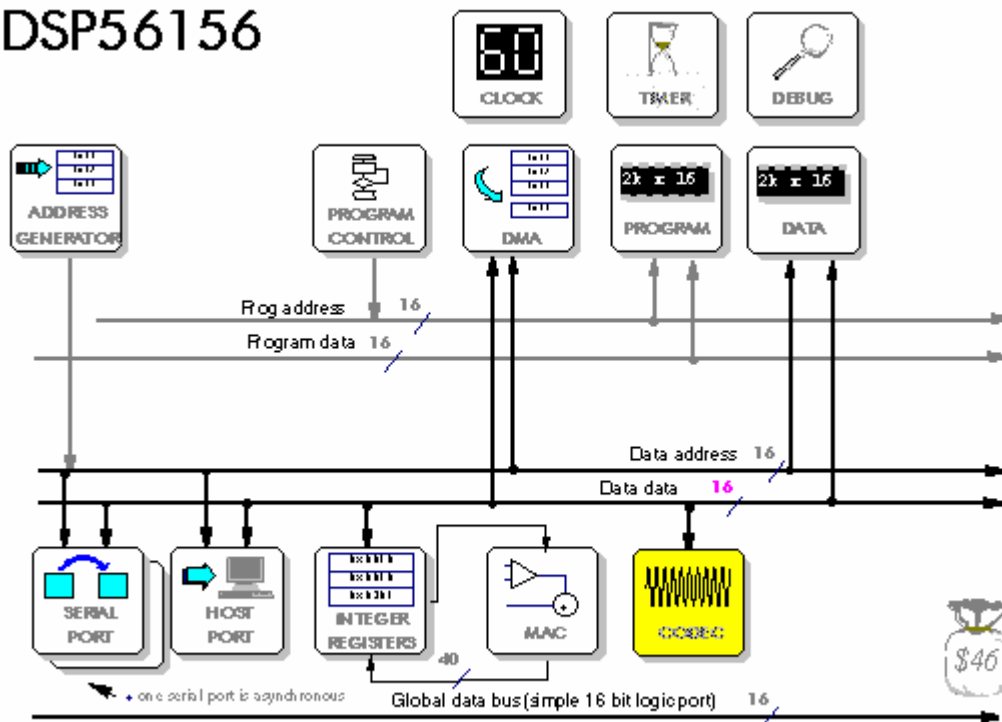 DSP56156
60
CLOCK
TIMER
DEBUG
ADDRESS
GENERATOR
PROGRAM
CONTROL
DMA
2k x 16
PROGRAM
2k x 16
DATA
Prog address 16
Program data 16
Data address 16
Data data 16
SERIAL
PORT
HOST
PORT
INTEGER
REGISTERS
MAC
CODEC
40
$46
one serial port is asynchronous
Global data bus (simple 16 bit logic port) 16